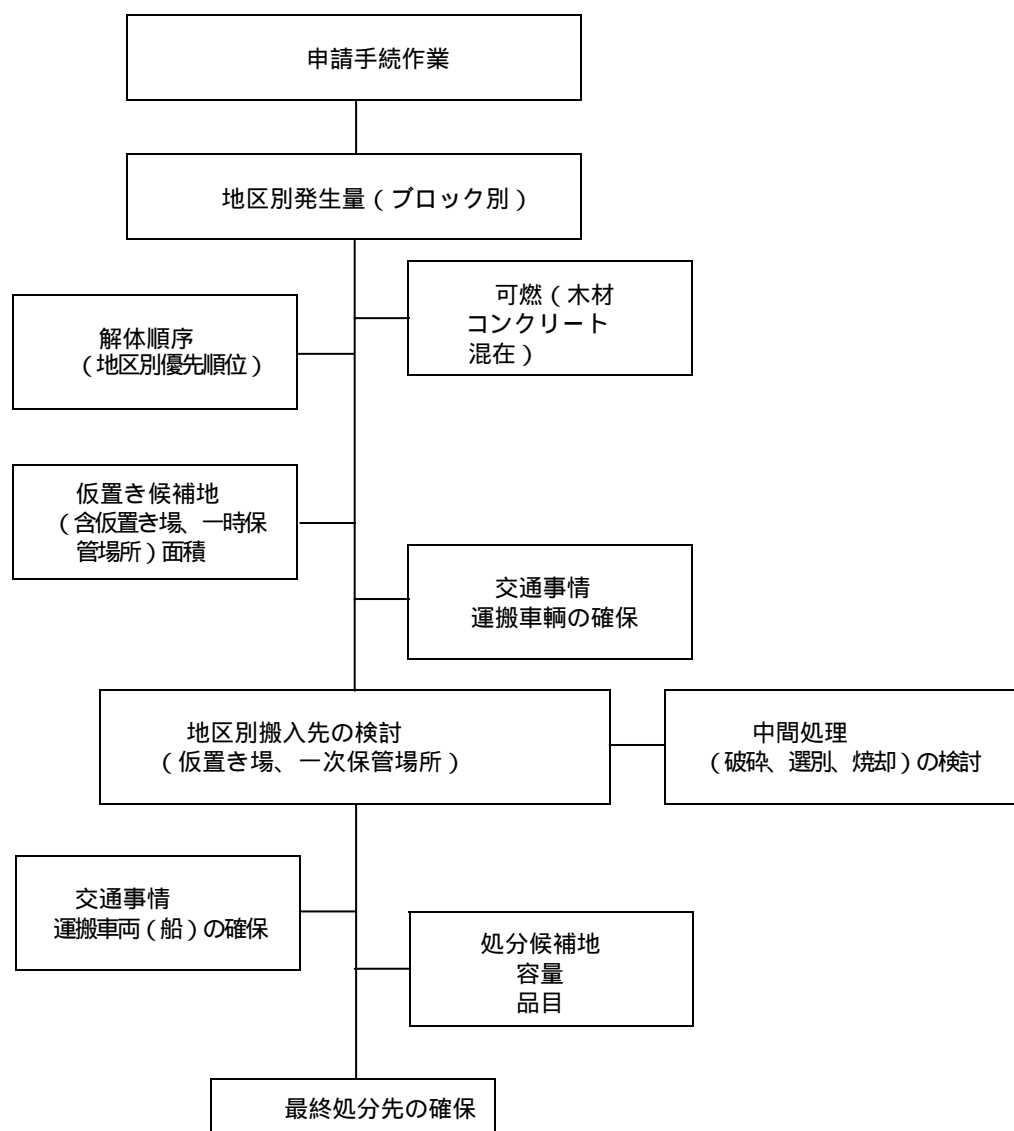 申請手続作業
地区別発生量(ブロック別)
可燃(木材
コンクリート
混在)
解体順序
(地区別優先順位)
仮置き候補地
(含仮置き場、一時保
管場所)面積
交通事情
運搬車輌の確保
地区別搬入先の検討
(仮置き場、一次保管場所)
中間処理
(破砕、選別、焼却)の検討
交通事情
運搬車両(船)の確保
処分候補地
容量
品目
最終処分先の確保